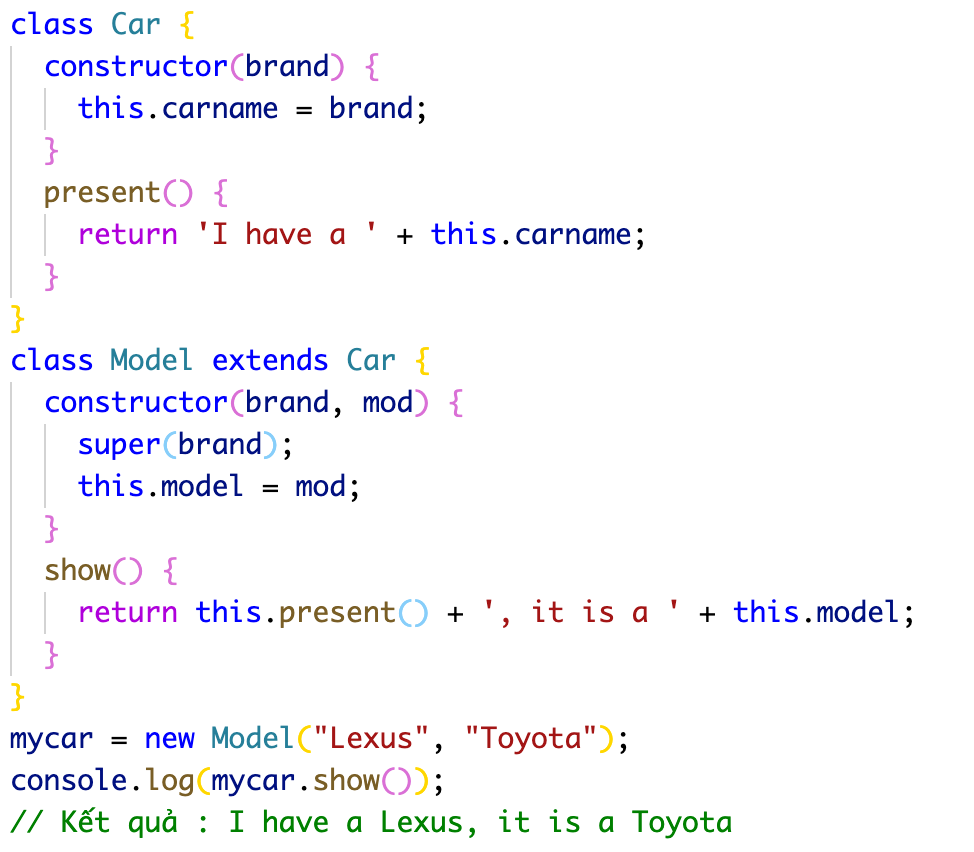 class Car {
constructor(brand) {
this.carname = brand;
}
present() {
return 'I have a ' + this.carname;
}
}
class Model extends Car {
constructor(brand, mod) {
super(brand);
this.model = mod;
}
show() {
return this.present() + ', it is a ' + this.model;
}
}
mycar = new Model("Lexus", "Toyota");
console.log(mycar.show());
// Kết quả : I have a Lexus, it is a Toyota